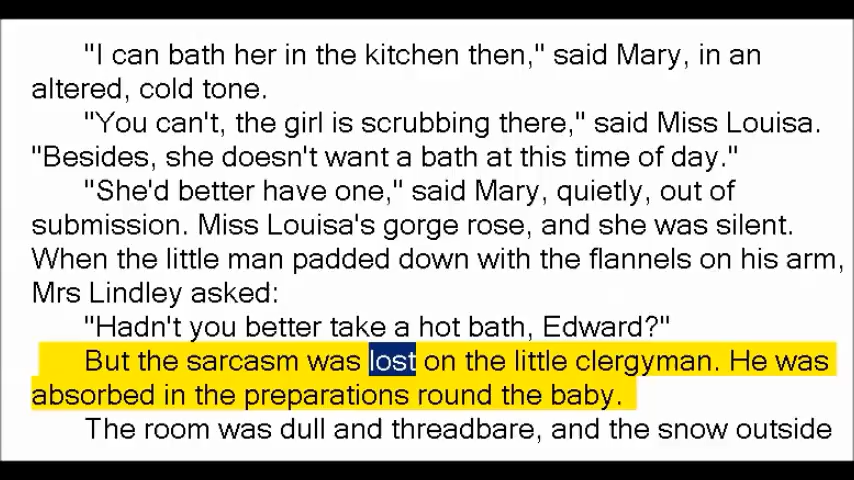 "I can bath her in the kitchen then," said Mary, in an
altered, cold tone.
"You can't, the girl is scrubbing there," said Miss Louisa.
"Besides, she doesn't want a bath at this time of day."
"She'd better have one," said Mary, quietly, out of
submission. Miss Louisa's gorge rose, and she was silent.
When the little man padded down with the flannels on his arm,
Mrs Lindley asked:
"Hadn't you better take a hot bath, Edward?"
But the sarcasm was lost on the little clergyman. He was
absorbed in the preparations round the baby.
The room was dull and threadbare, and the snow outside